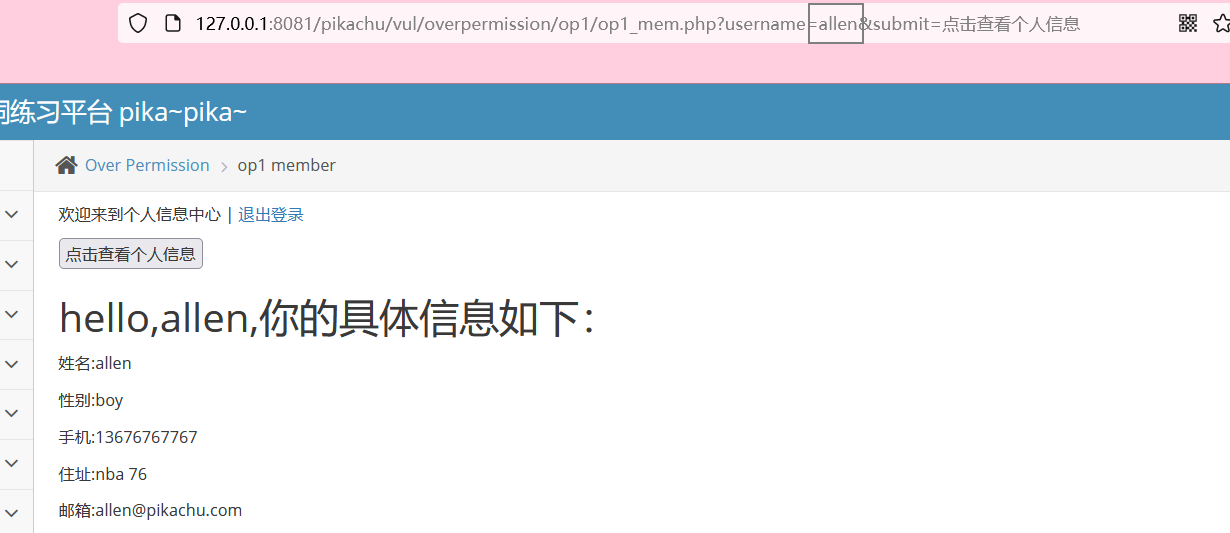 127.0.0.1:8081/pikachu/vul/overpermission/op1/op1_mem.php?username=allen&submit=点击查看个人信息
练习平台 pika~pika~
Over Permission > op1 member
欢迎来到个人信息中心 | 退出登录
点击查看个人信息
hello,allen,你的具体信息如下：
姓名:allen
性别:boy
手机:13676767767
住址:nba 76
邮箱:allen@pikachu.com